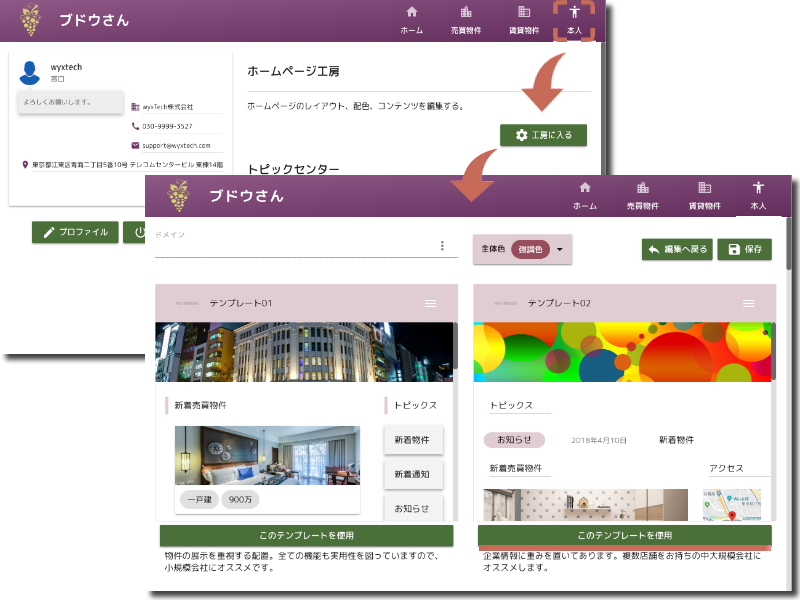 ブドウさん
ホーム
売買物件
賃貸物件
本人
wyxtech
窓口
よろしくお願いします。
wyxTech株式会社
030-9999-3527
support@wyxtech.com
東京都江東区青海二丁目5番10号 テレコムセンタービル 東棟14階
プロファイル
ホームページ工房
ホームページのレイアウト、配色、コンテンツを編集する。
工房に入る
トピックセンター
ブドウさん
ホーム
売買物件
賃貸物件
本人
ドメイン
主体色
強調色
編集へ戻る
保存
テンプレート01
新着売買物件
一戸建
900万
トピックス
新着物件
新着通知
お知らせ
このテンプレートを使用
物件の展示を重視する配置。全ての機能も実用性を図っていますので、
小規模会社にオススメです。
テンプレート02
トピックス
お知らせ
2018年4月10日
新着物件
新着売買物件
アクセス
このテンプレートを使用
企業情報に重みを置いてあります。複数店舗をお持ちの中大規模会社に
オススメします。